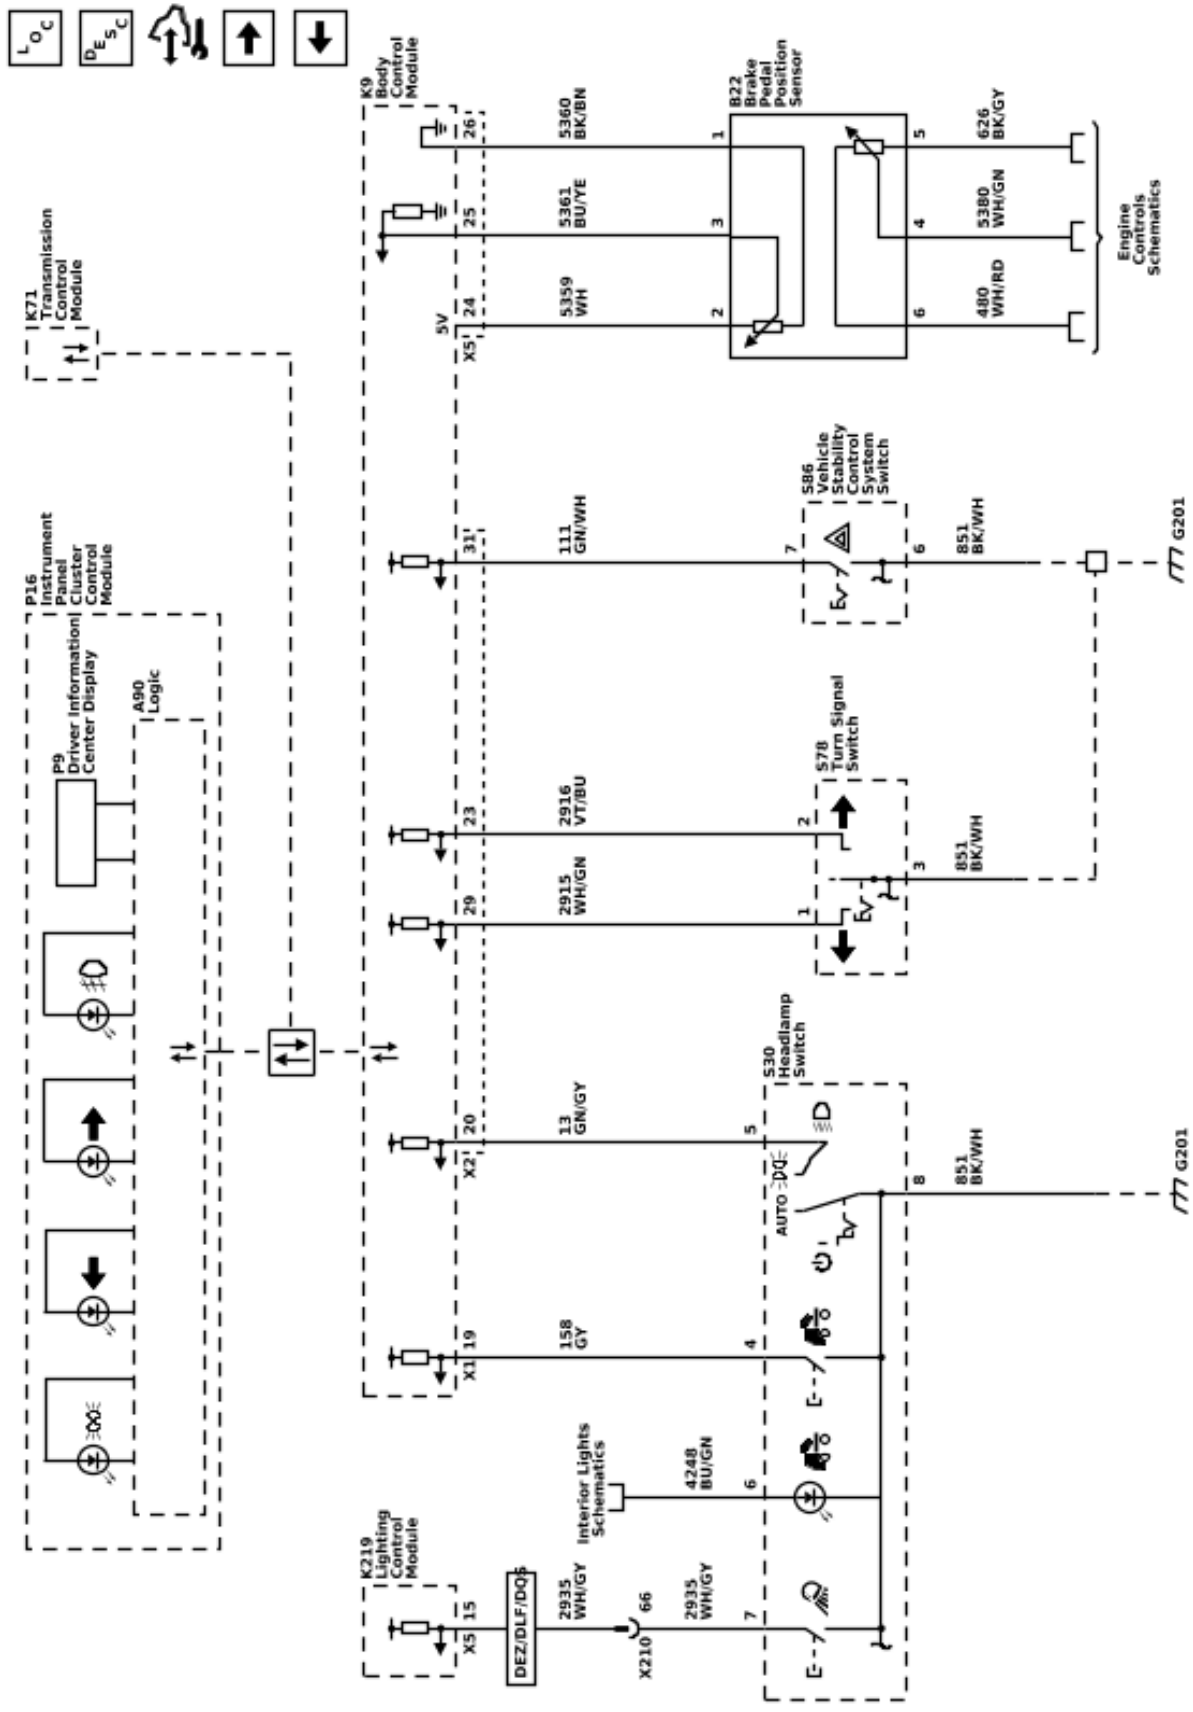 LOC
DESC
P16
Instrument
Panel
Cluster
Control
Module
P9
Driver Information
Center Display
A90
Logic
K71
Transmission
Control
Module
K219
Lighting
Control
Module
X5
15
DEZ/DLF/DQS
2935
WH/GY
X210
66
2935
WH/GY
7
Interior Lights
Schematics
4248
BU/GN
6
K9
Body
Control
Module
X1
19
158
GY
4
X2
20
13
GN/GY
5
29
2915
WH/GN
1
23
2916
VT/BU
2
31
111
GN/WH
7
X5
5V
24
5359
WH
2
25
5361
BU/YE
3
26
5360
BK/BN
1
S30
Headlamp
Switch
AUTO
8
851
BK/WH
G201
S78
Turn Signal
Switch
3
851
BK/WH
S86
Vehicle
Stability
Control
System
Switch
6
851
BK/WH
G201
B22
Brake
Pedal
Position
Sensor
6
480
WH/RD
4
5380
WH/GN
5
626
BK/GY
Engine
Controls
Schematics